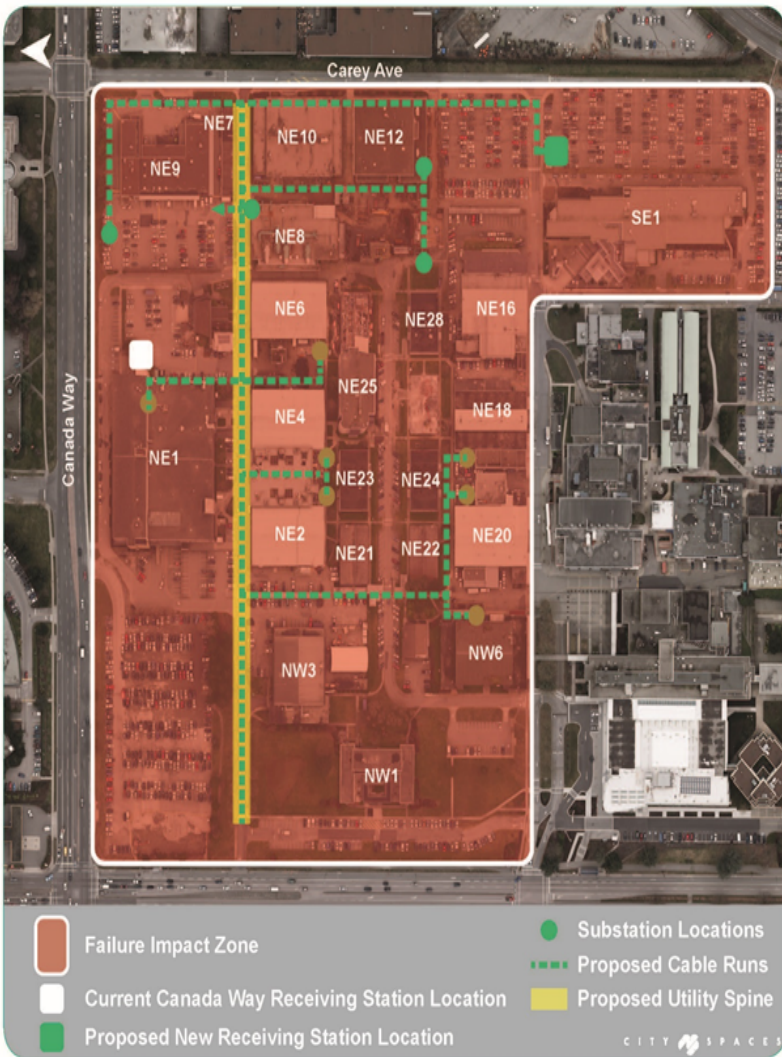 Carey Ave
NE7
NE10
NE12
NE9
SE1
NE8
NE6
NE28
NE16
NE25
NE4
NE18
Canada Way
NE1
NE23
NE24
NE2
NE21
NE22
NE20
NW3
NW6
NW1
Failure Impact Zone
Substation Locations
Proposed Cable Runs
Current Canada Way Receiving Station Location
Proposed Utility Spine
Proposed New Receiving Station Location
CITY SPACES